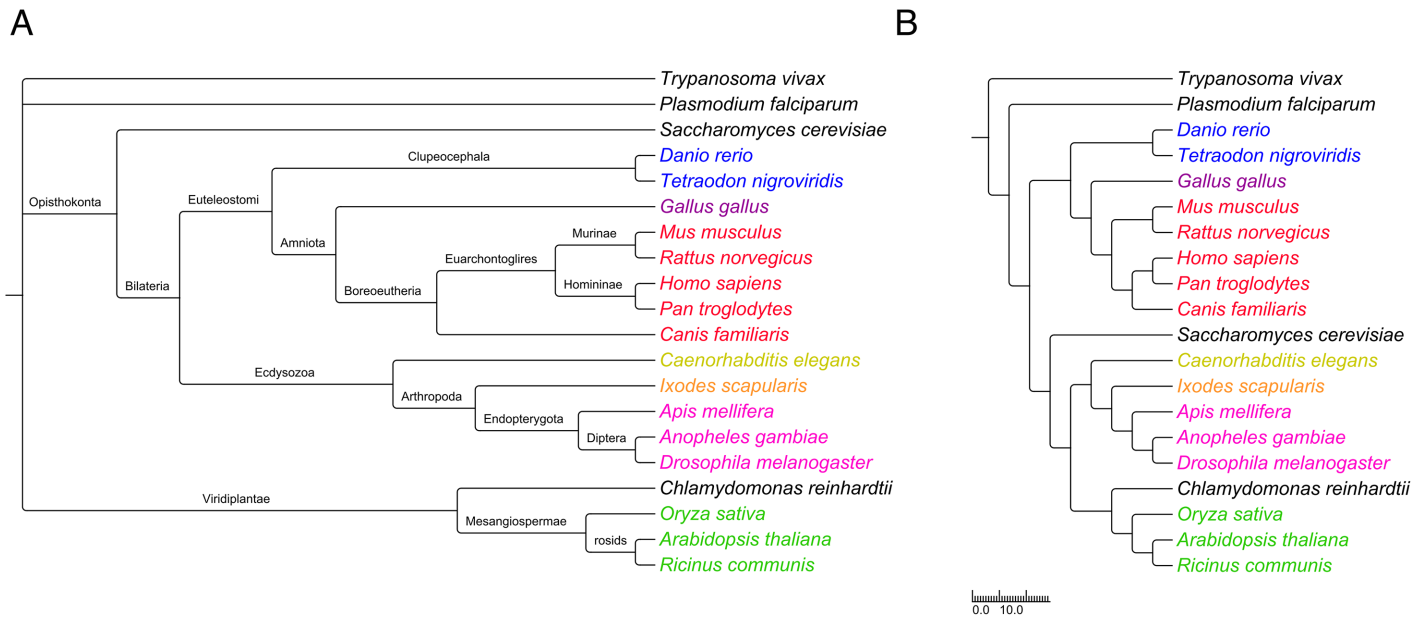 A
Trypanosoma vivax
Plasmodium falciparum
Saccharomyces cerevisiae
Clupeocephala
Danio rerio
Tetraodon nigroviridis
Euteleostomi
Opisthokonta
Gallus gallus
Murinae
Mus musculus
Amniota
Euarchontoglires
Rattus norvegicus
Bilateria
Boreoeutheria
Homininae
Homo sapiens
Pan troglodytes
Canis familiaris
Ecdysozoa
Caenorhabditis elegans
Arthropoda
Ixodes scapularis
Endopterygota
Apis mellifera
Diptera
Anopheles gambiae
Drosophila melanogaster
Viridiplantae
Chlamydomonas reinhardtii
Mesangiospermae
Oryza sativa
rosids
Arabidopsis thaliana
Ricinus communis
B
Trypanosoma vivax
Plasmodium falciparum
Danio rerio
Tetraodon nigroviridis
Gallus gallus
Mus musculus
Rattus norvegicus
Homo sapiens
Pan troglodytes
Canis familiaris
Saccharomyces cerevisiae
Caenorhabditis elegans
Ixodes scapularis
Apis mellifera
Anopheles gambiae
Drosophila melanogaster
Chlamydomonas reinhardtii
Oryza sativa
Arabidopsis thaliana
Ricinus communis
0.0 10.0